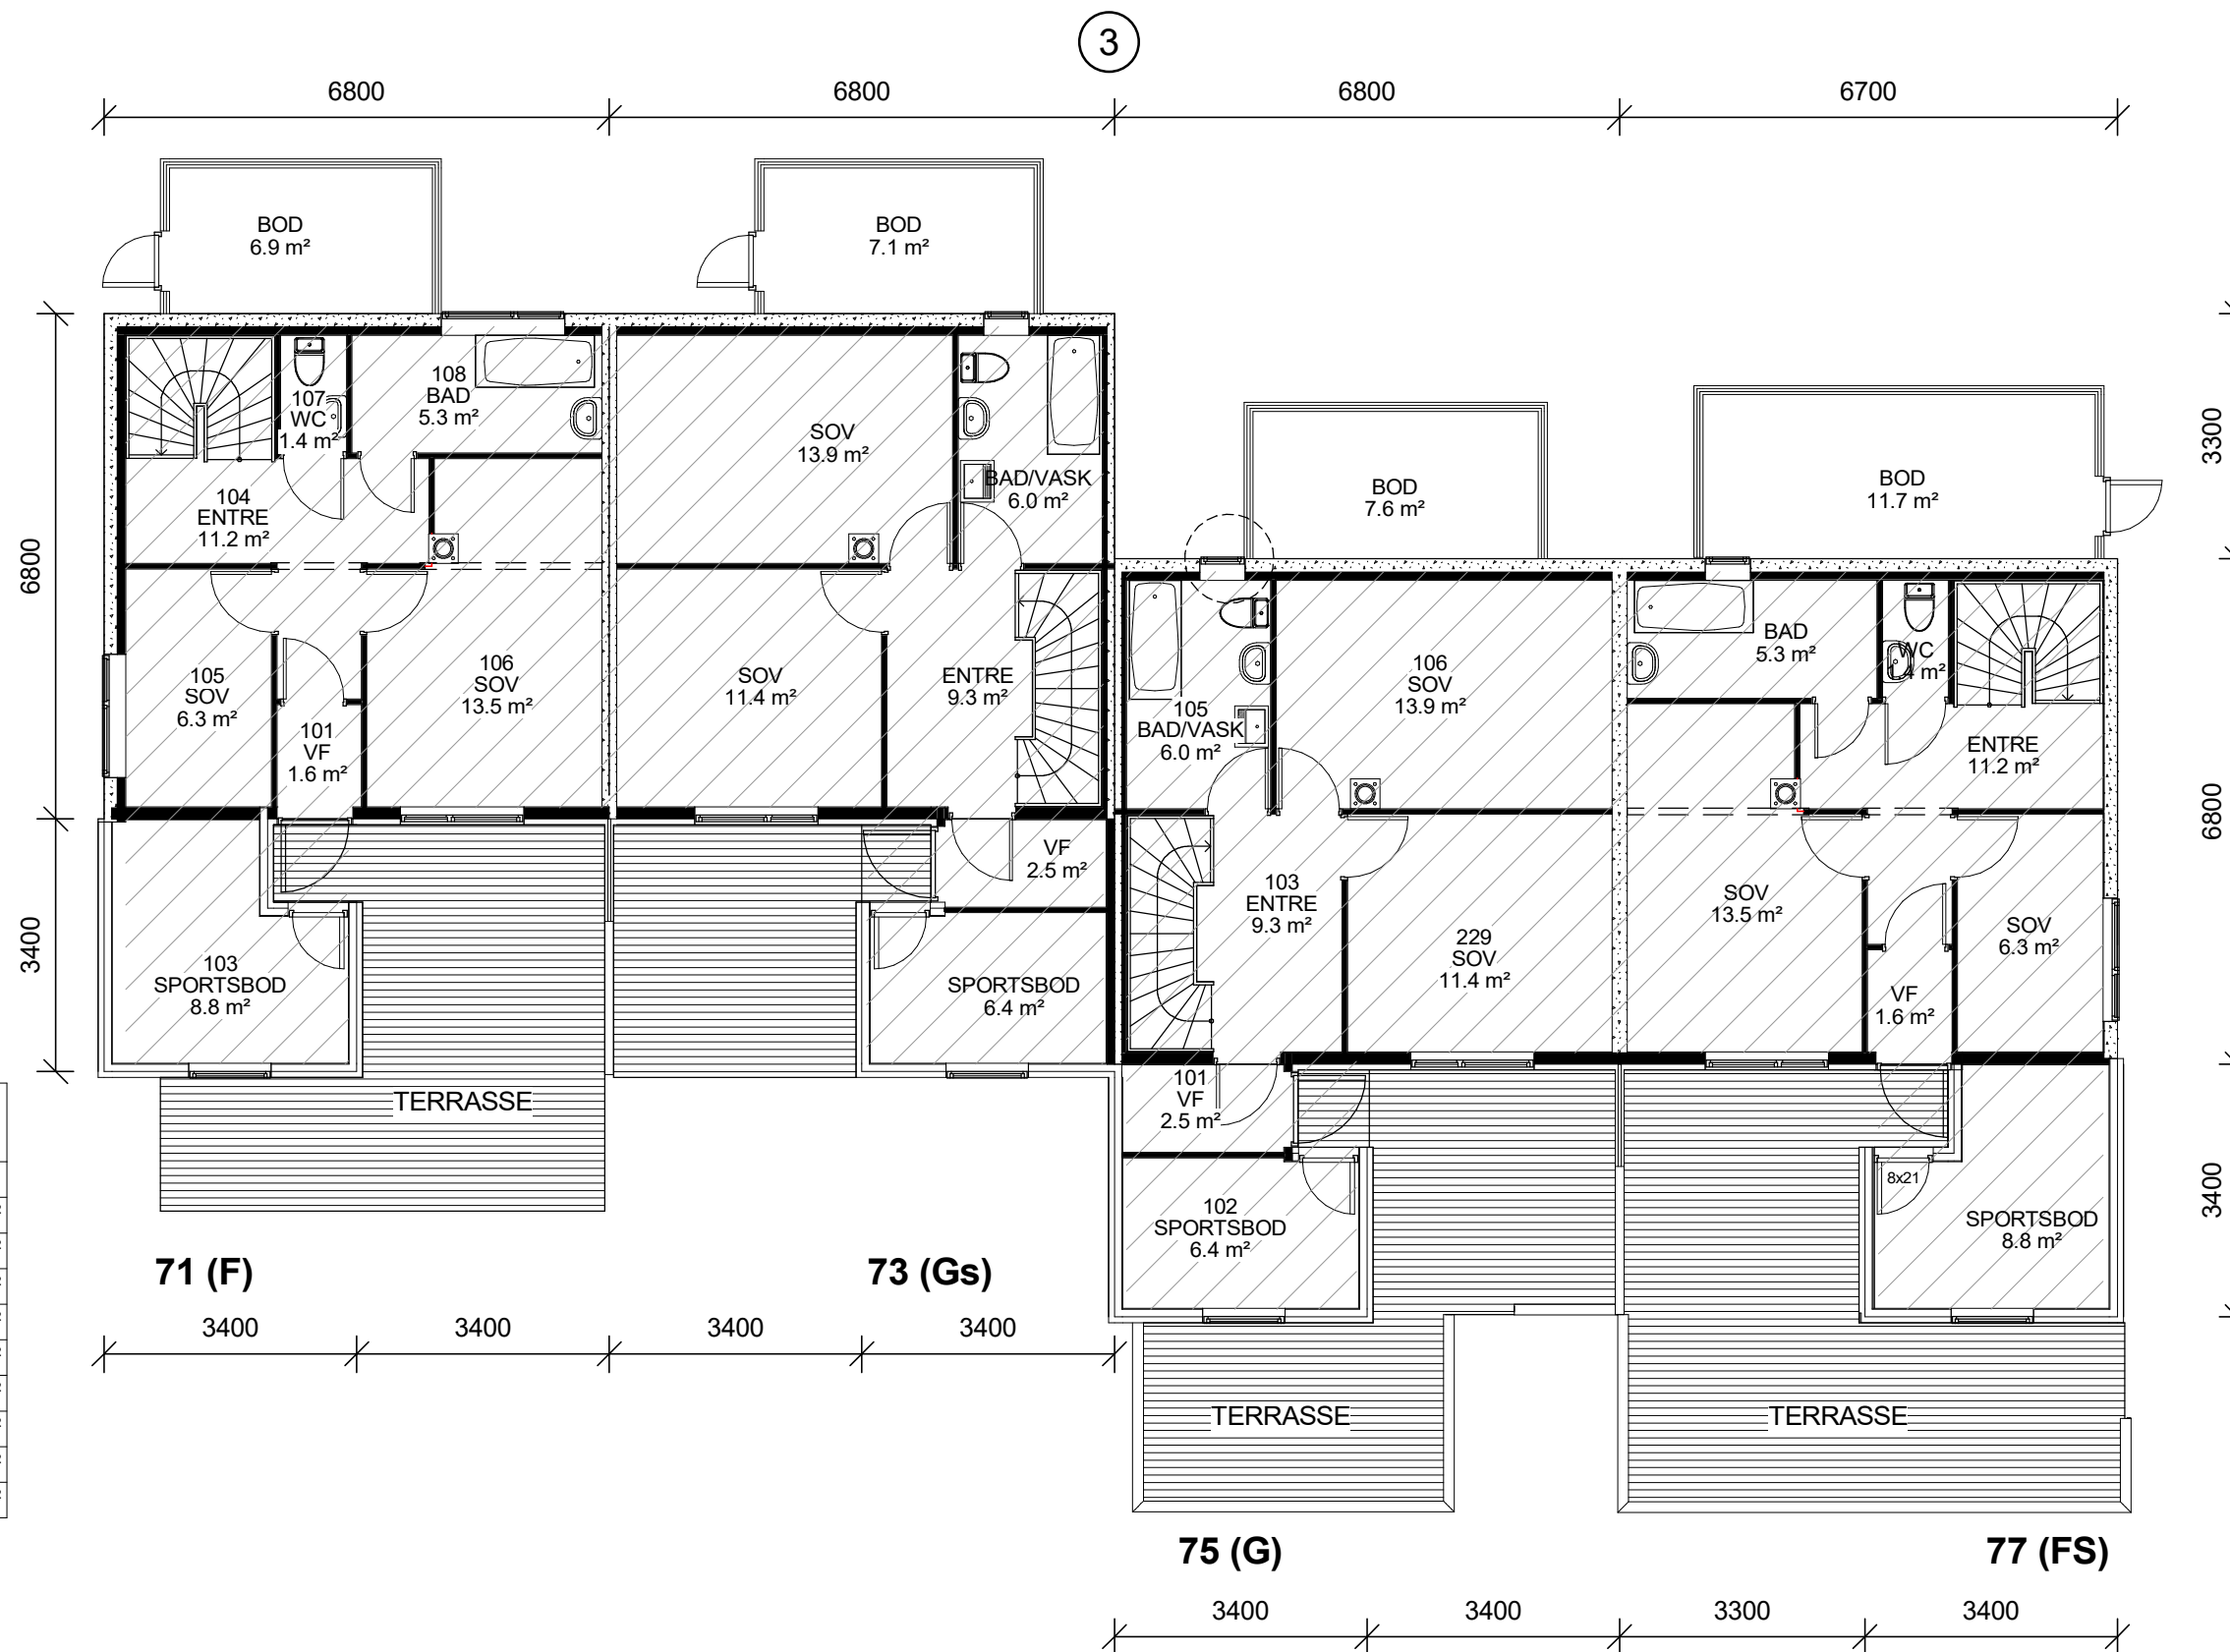 3
6800
6800
6800
6700
BOD
6.9 m²
BOD
7.1 m²
BOD
7.6 m²
BOD
11.7 m²
6800
3400
3300
6800
3400
107
WC
1.4 m²
108
BAD
5.3 m²
104
ENTRE
11.2 m²
105
SOV
6.3 m²
101
VF
1.6 m²
106
SOV
13.5 m²
103
SPORTSBOD
8.8 m²
TERRASSE
71 (F)
SOV
13.9 m²
BAD/VASK
6.0 m²
SOV
11.4 m²
ENTRE
9.3 m²
VF
2.5 m²
SPORTSBOD
6.4 m²
73 (Gs)
3400
3400
3400
3400
105
BAD/VASK
6.0 m²
106
SOV
13.9 m²
103
ENTRE
9.3 m²
229
SOV
11.4 m²
101
VF
2.5 m²
102
SPORTSBOD
6.4 m²
TERRASSE
75 (G)
BAD
5.3 m²
WC
m²
ENTRE
11.2 m²
SOV
13.5 m²
SOV
6.3 m²
VF
1.6 m²
8x21
SPORTSBOD
8.8 m²
TERRASSE
77 (FS)
3400
3400
3300
3400